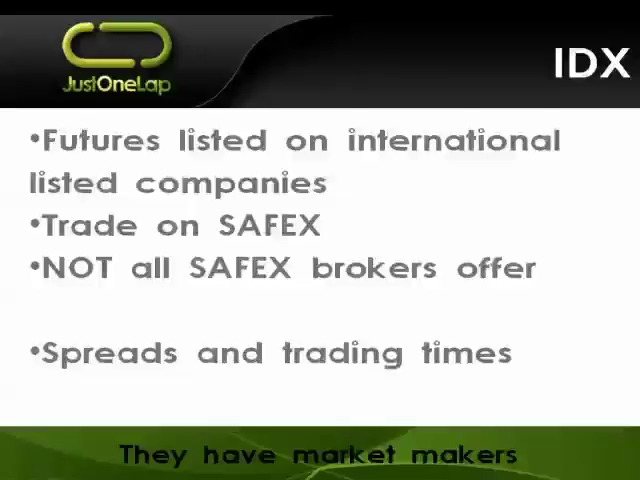 JustOneLap
IDX
•Futures listed on international
listed companies
•Trade on SAFEX
•NOT all SAFEX brokers offer
•Spreads and trading times
They have market makers